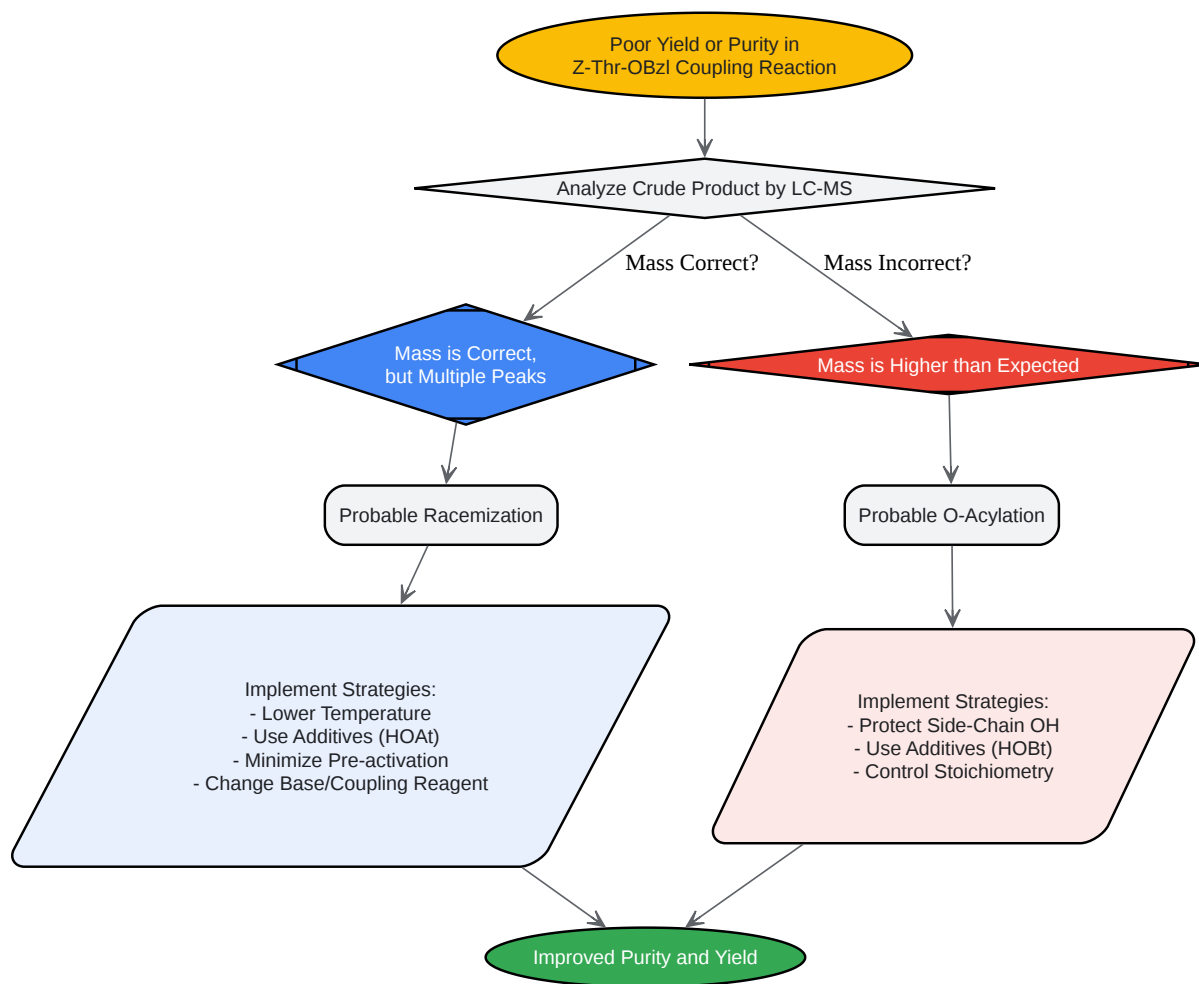 Poor Yield or Purity in
Z-Thr-OBzl Coupling Reaction
Analyze Crude Product by LC-MS
Mass Correct?
Mass Incorrect?
Mass is Correct,
but Multiple Peaks
Mass is Higher than Expected
Probable Racemization
Probable O-Acylation
Implement Strategies:
- Lower Temperature
- Use Additives (HOAt)
- Minimize Pre-activation
- Change Base/Coupling Reagent
Implement Strategies:
- Protect Side-Chain OH
- Use Additives (HOBt)
- Control Stoichiometry
Improved Purity and Yield